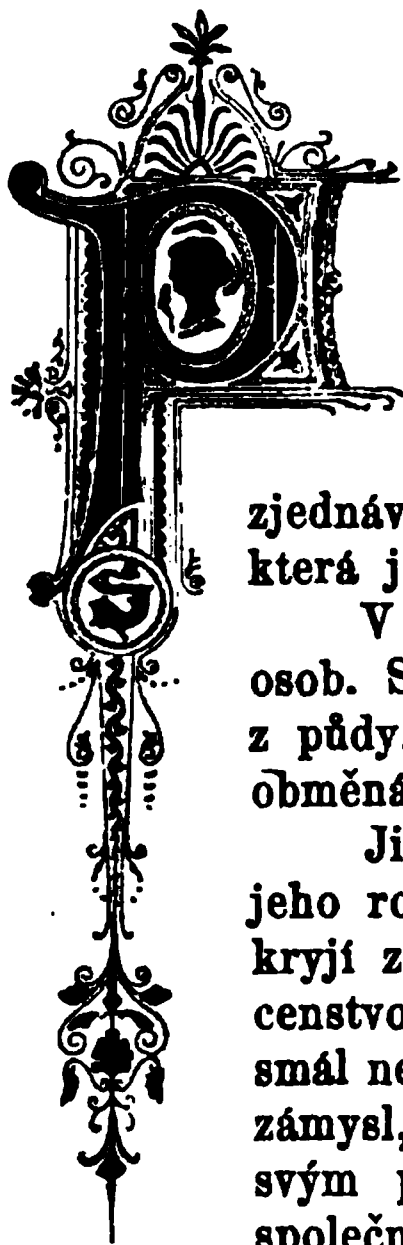 P
zjednáv
která j
V
osob. S
z půdy.
obměná
Ji
jeho ro
kryjí z
censtvo
smál ne
zámysl,
svým p
společn